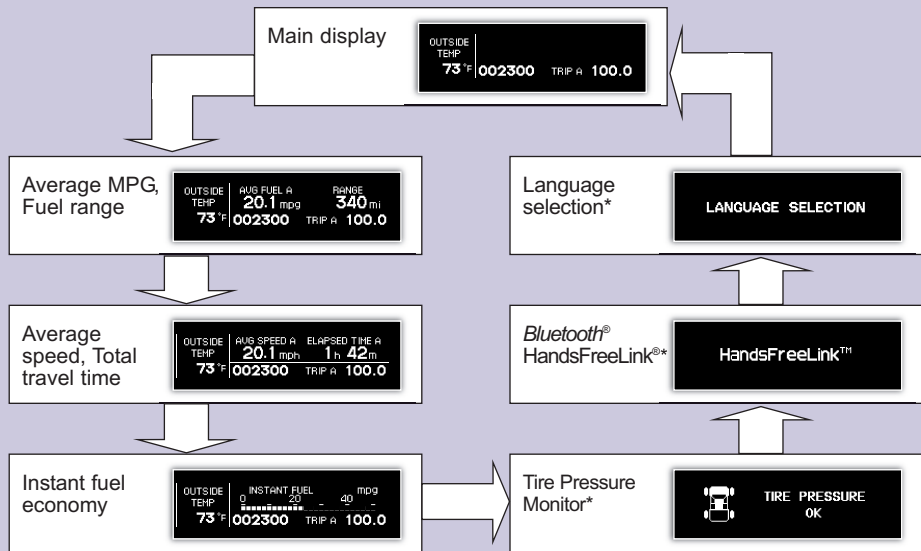 Main display
OUTSIDE
TEMP
73°F 002300 TRIP A 100.0
Average MPG,
Fuel range
OUTSIDE AVG FUEL A RANGE
TEMP 20.1 mpg 340 mi
73°F 002300 TRIP A 100.0
Average
speed, Total
travel time
OUTSIDE AVG SPEED A ELAPSED TIME A
TEMP 20.1 mph 1h 42m
73°F 002300 TRIP A 100.0
Instant fuel
economy
OUTSIDE INSTANT FUEL mpg
TEMP 0 20 40
73°F 002300 TRIP A 100.0
Tire Pressure
Monitor*
TIRE PRESSURE
OK
Bluetooth®
HandsFreeLink®*
HandsFreeLink™
Language
selection*
LANGUAGE SELECTION